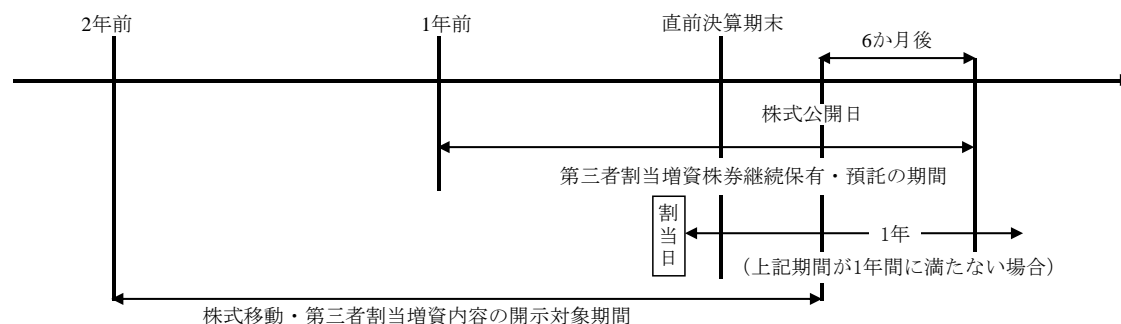 2年前
1年前
直前決算期末
6か月後
株式公開日
第三者割当増資株券継続保有・預託の期間
割当日
1年
（上記期間が1年間に満たない場合）
株式移動・第三者割当増資内容の開示対象期間